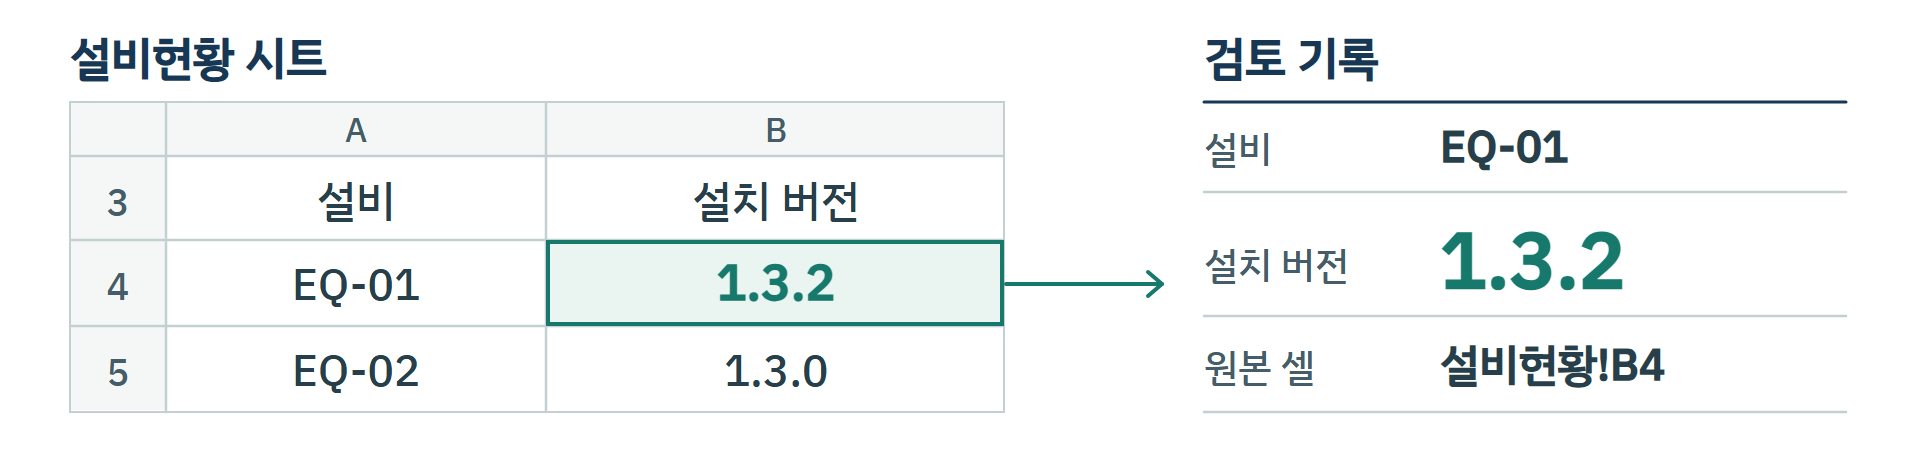 설비현황 시트
A B
3 설비 설치 버전
4 EQ-01 1.3.2
5 EQ-02 1.3.0
검토 기록
설비 EQ-01
설치 버전 1.3.2
원본 셀 설비현황!B4